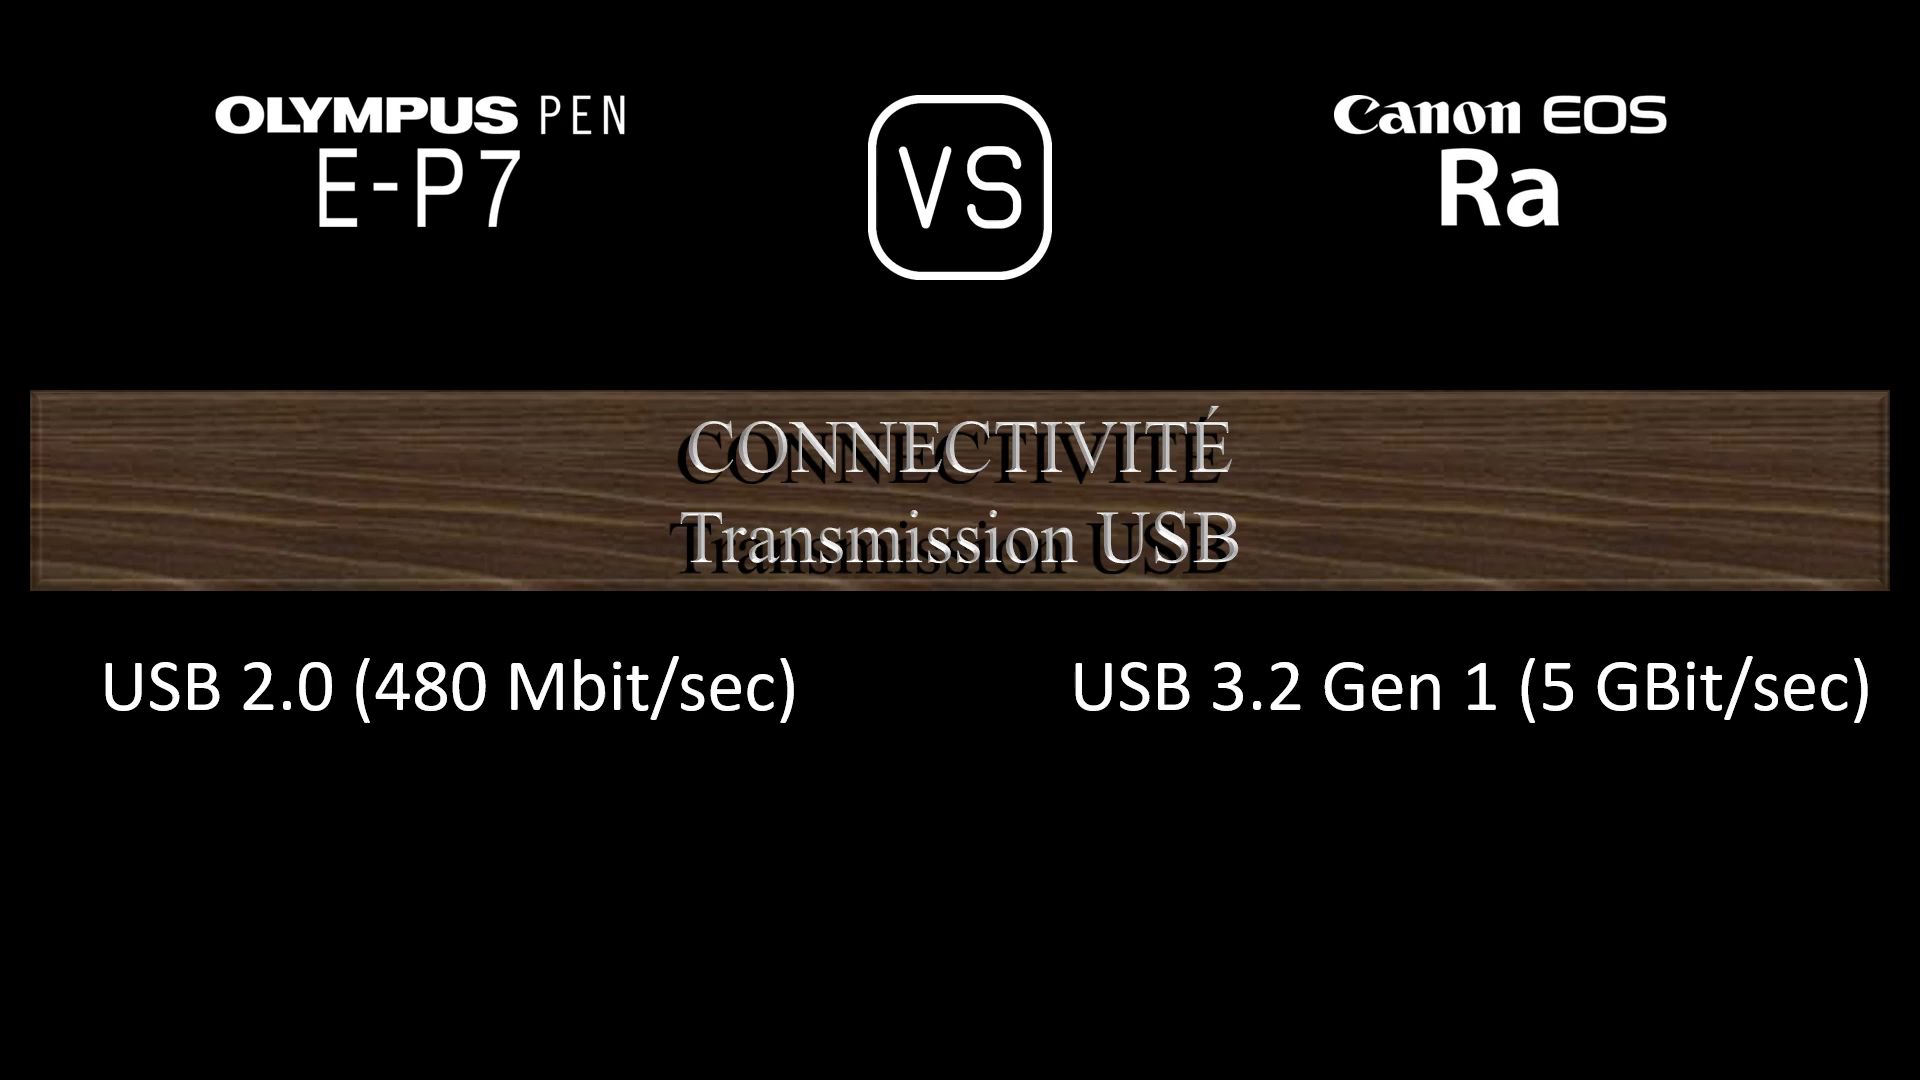 OLYMPUS PEN
E-P7
VS
Canon EOS
Ra
CONNECTIVITÉ
Transmission USB
USB 2.0 (480 Mbit/sec)
USB 3.2 Gen 1 (5 GBit/sec)